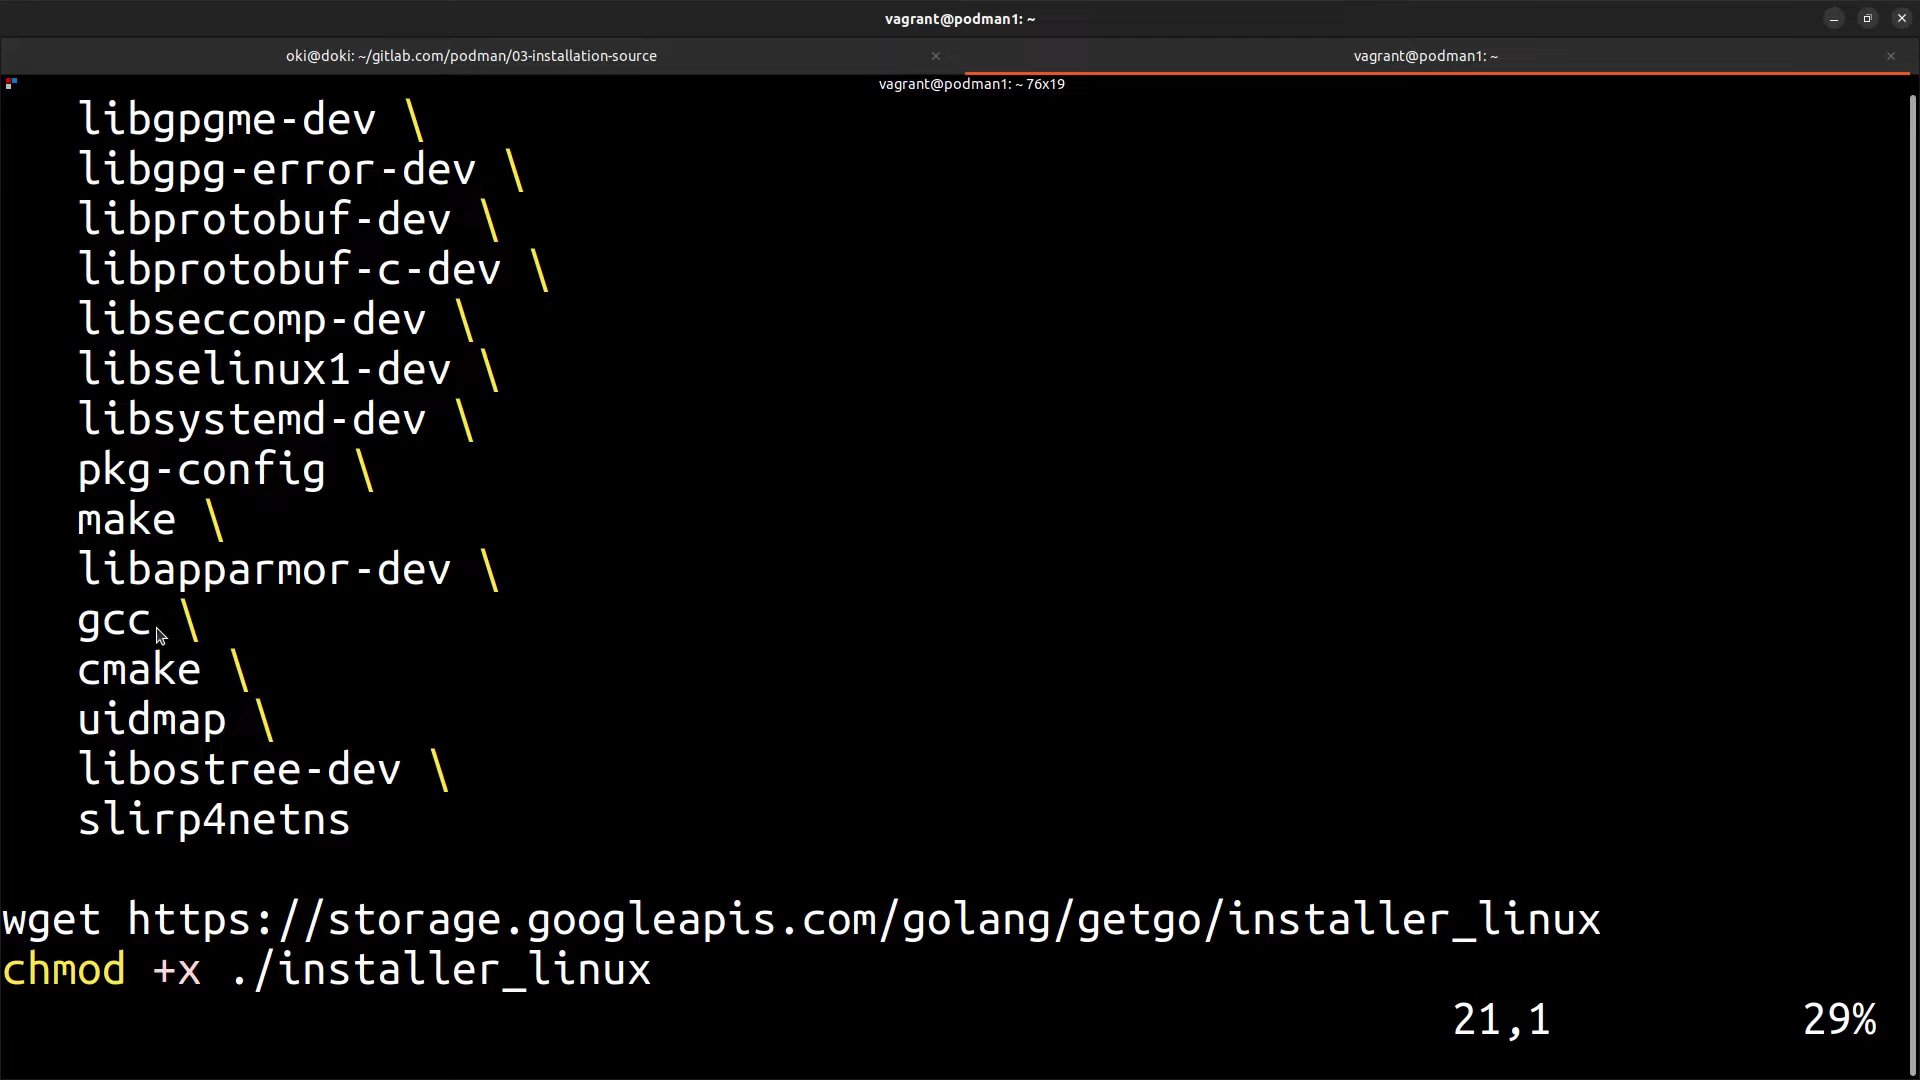 vagrant@podman1: ~
oki@doki: ~/gitlab.com/podman/03-installation-source
vagrant@podman1: ~
vagrant@podman1: ~ 76x19
libgpgme-dev \
libgpg-error-dev \
libprotobuf-dev \
libprotobuf-c-dev \
libseccomp-dev \
libselinux1-dev \
libsystemd-dev \
pkg-config \
make \
libapparmor-dev \
gcc \
cmake \
uidmap \
libostree-dev \
slirp4netns
wget https://storage.googleapis.com/golang/getgo/installer_linux
chmod +x ./installer_linux
21,1 29%